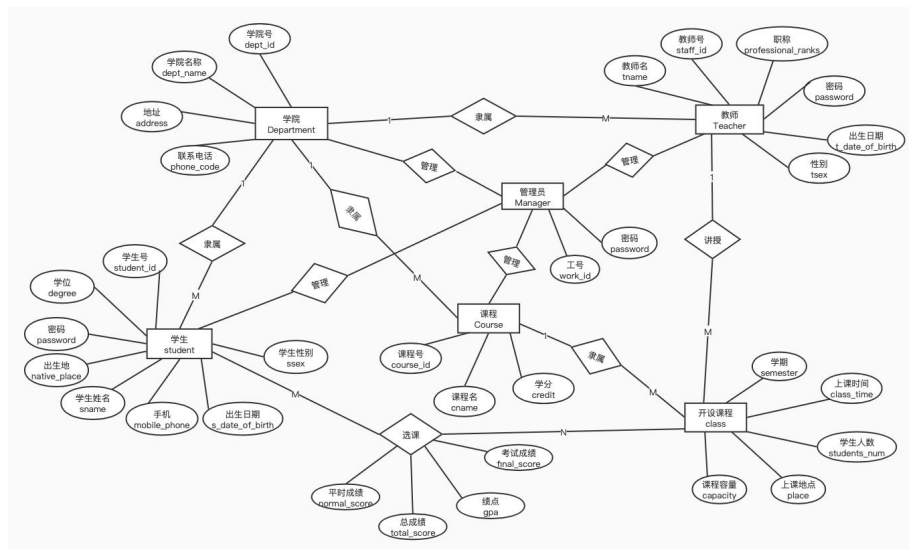 学院号
dept_id
学院名称
dept_name
地址
address
联系电话
phone_code
学院
Department
1
隶属
M
教师号
staff_id
职称
professional_ranks
教师名
tname
密码
password
教师
Teacher
出生日期
t_date_of_birth
性别
tsex
管理
管理
管理员
Manager
密码
password
工号
work_id
1
隶属
M
1
隶属
M
管理
管理
1
讲授
M
学生号
student_id
学位
degree
密码
password
出生地
native_place
学生姓名
sname
手机
mobile_phone
出生日期
s_date_of_birth
学生性别
ssex
学生
student
课程
Course
课程号
course_id
课程名
cname
学分
credit
1
隶属
M
学期
semester
上课时间
class_time
开设课程
class
学生人数
students_num
上课地点
place
课程容量
capacity
M
选课
N
考试成绩
final_score
平时成绩
normal_score
总成绩
total_score
绩点
gpa